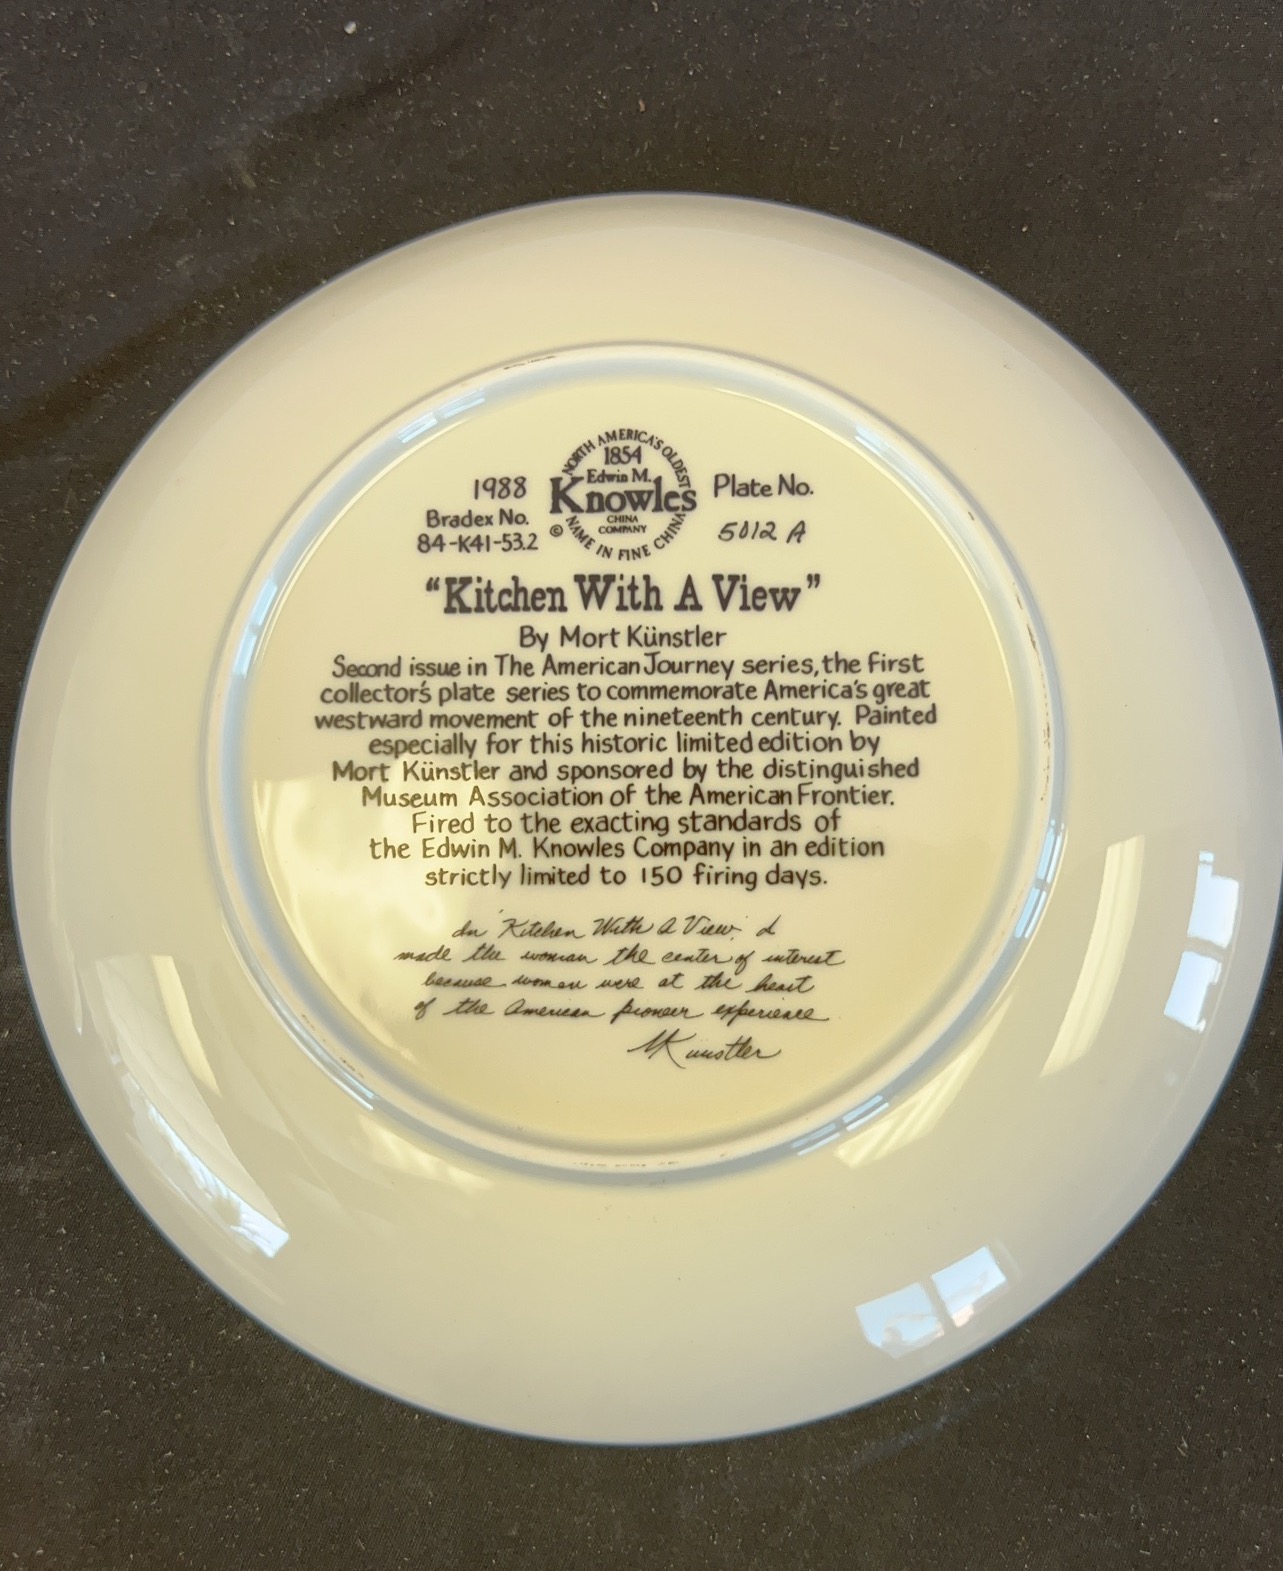 NORTH AMERICA'S OLDEST
1854
Edwin M.
Knowles
CHINA
COMPANY
©
NAME IN FINE CHINA
1988
Bradex No.
84-K41-53.2
Plate No.
5012 A
"Kitchen With A View"
By Mort Künstler
Second issue in The American Journey series, the first
collector's plate series to commemorate America's great
westward movement of the nineteenth century. Painted
especially for this historic limited edition by
Mort Künstler and sponsored by the distinguished
Museum Association of the American Frontier.
Fired to the exacting standards of
the Edwin M. Knowles Company in an edition
strictly limited to 150 firing days.
In "Kitchen With A View," I
made the woman the center of interest
because women were at the heart
of the American pioneer experience
MKünstler